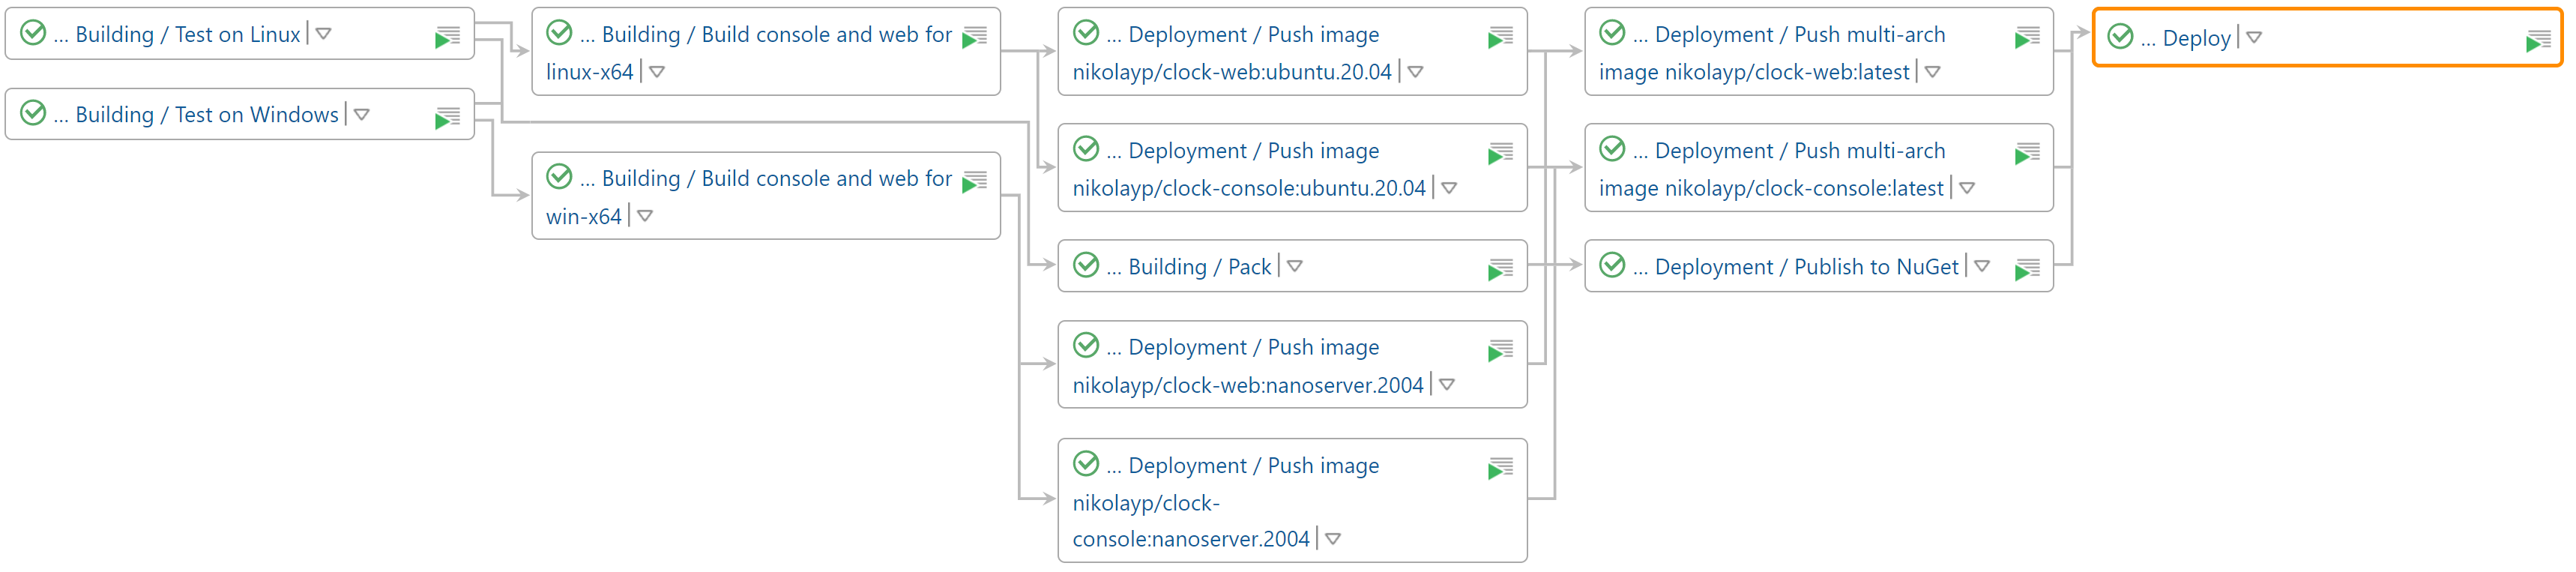 ... Building / Test on Linux
... Building / Test on Windows
... Building / Build console and web for
linux-x64
... Building / Build console and web for
win-x64
... Deployment / Push image
nikolayp/clock-web:ubuntu.20.04
... Deployment / Push image
nikolayp/clock-console:ubuntu.20.04
... Building / Pack
... Deployment / Push image
nikolayp/clock-web:nanoserver.2004
... Deployment / Push image
nikolayp/clock-
console:nanoserver.2004
... Deployment / Push multi-arch
image nikolayp/clock-web:latest
... Deployment / Push multi-arch
image nikolayp/clock-console:latest
... Deployment / Publish to NuGet
... Deploy